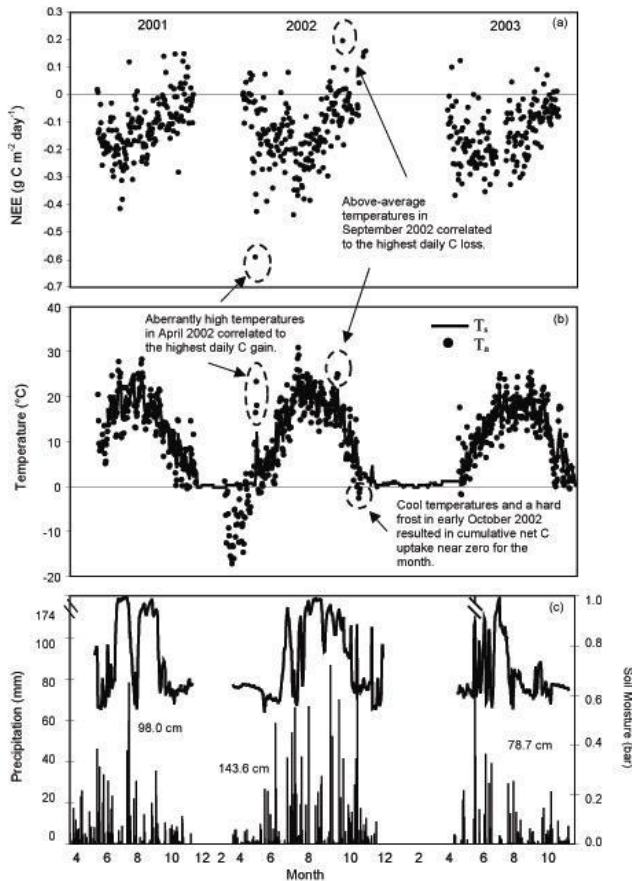 2001
2002
2003
(a)
0.3
0.2
0.1
0
-0.1
-0.2
-0.3
-0.4
-0.5
-0.6
-0.7
NEE (g C m⁻² day⁻¹)
Above-average
temperatures in
September 2002 correlated
to the highest daily C loss.
Aberrantly high temperatures
in April 2002 correlated to
the highest daily C gain.
(b)
Tₛ
Tₐ
40
30
20
10
0
-10
-20
Temperature (°C)
Cool temperatures and a hard
frost in early October 2002
resulted in cumulative net C
uptake near zero for the
month.
(c)
174
100
80
60
40
20
0
Precipitation (mm)
98.0 cm
143.6 cm
78.7 cm
1.0
0.8
0.6
0.4
0.2
0.0
Soil Moisture (bar)
4 6 8 10 12 2 4 6 8 10 12 2 4 6 8 10
Month